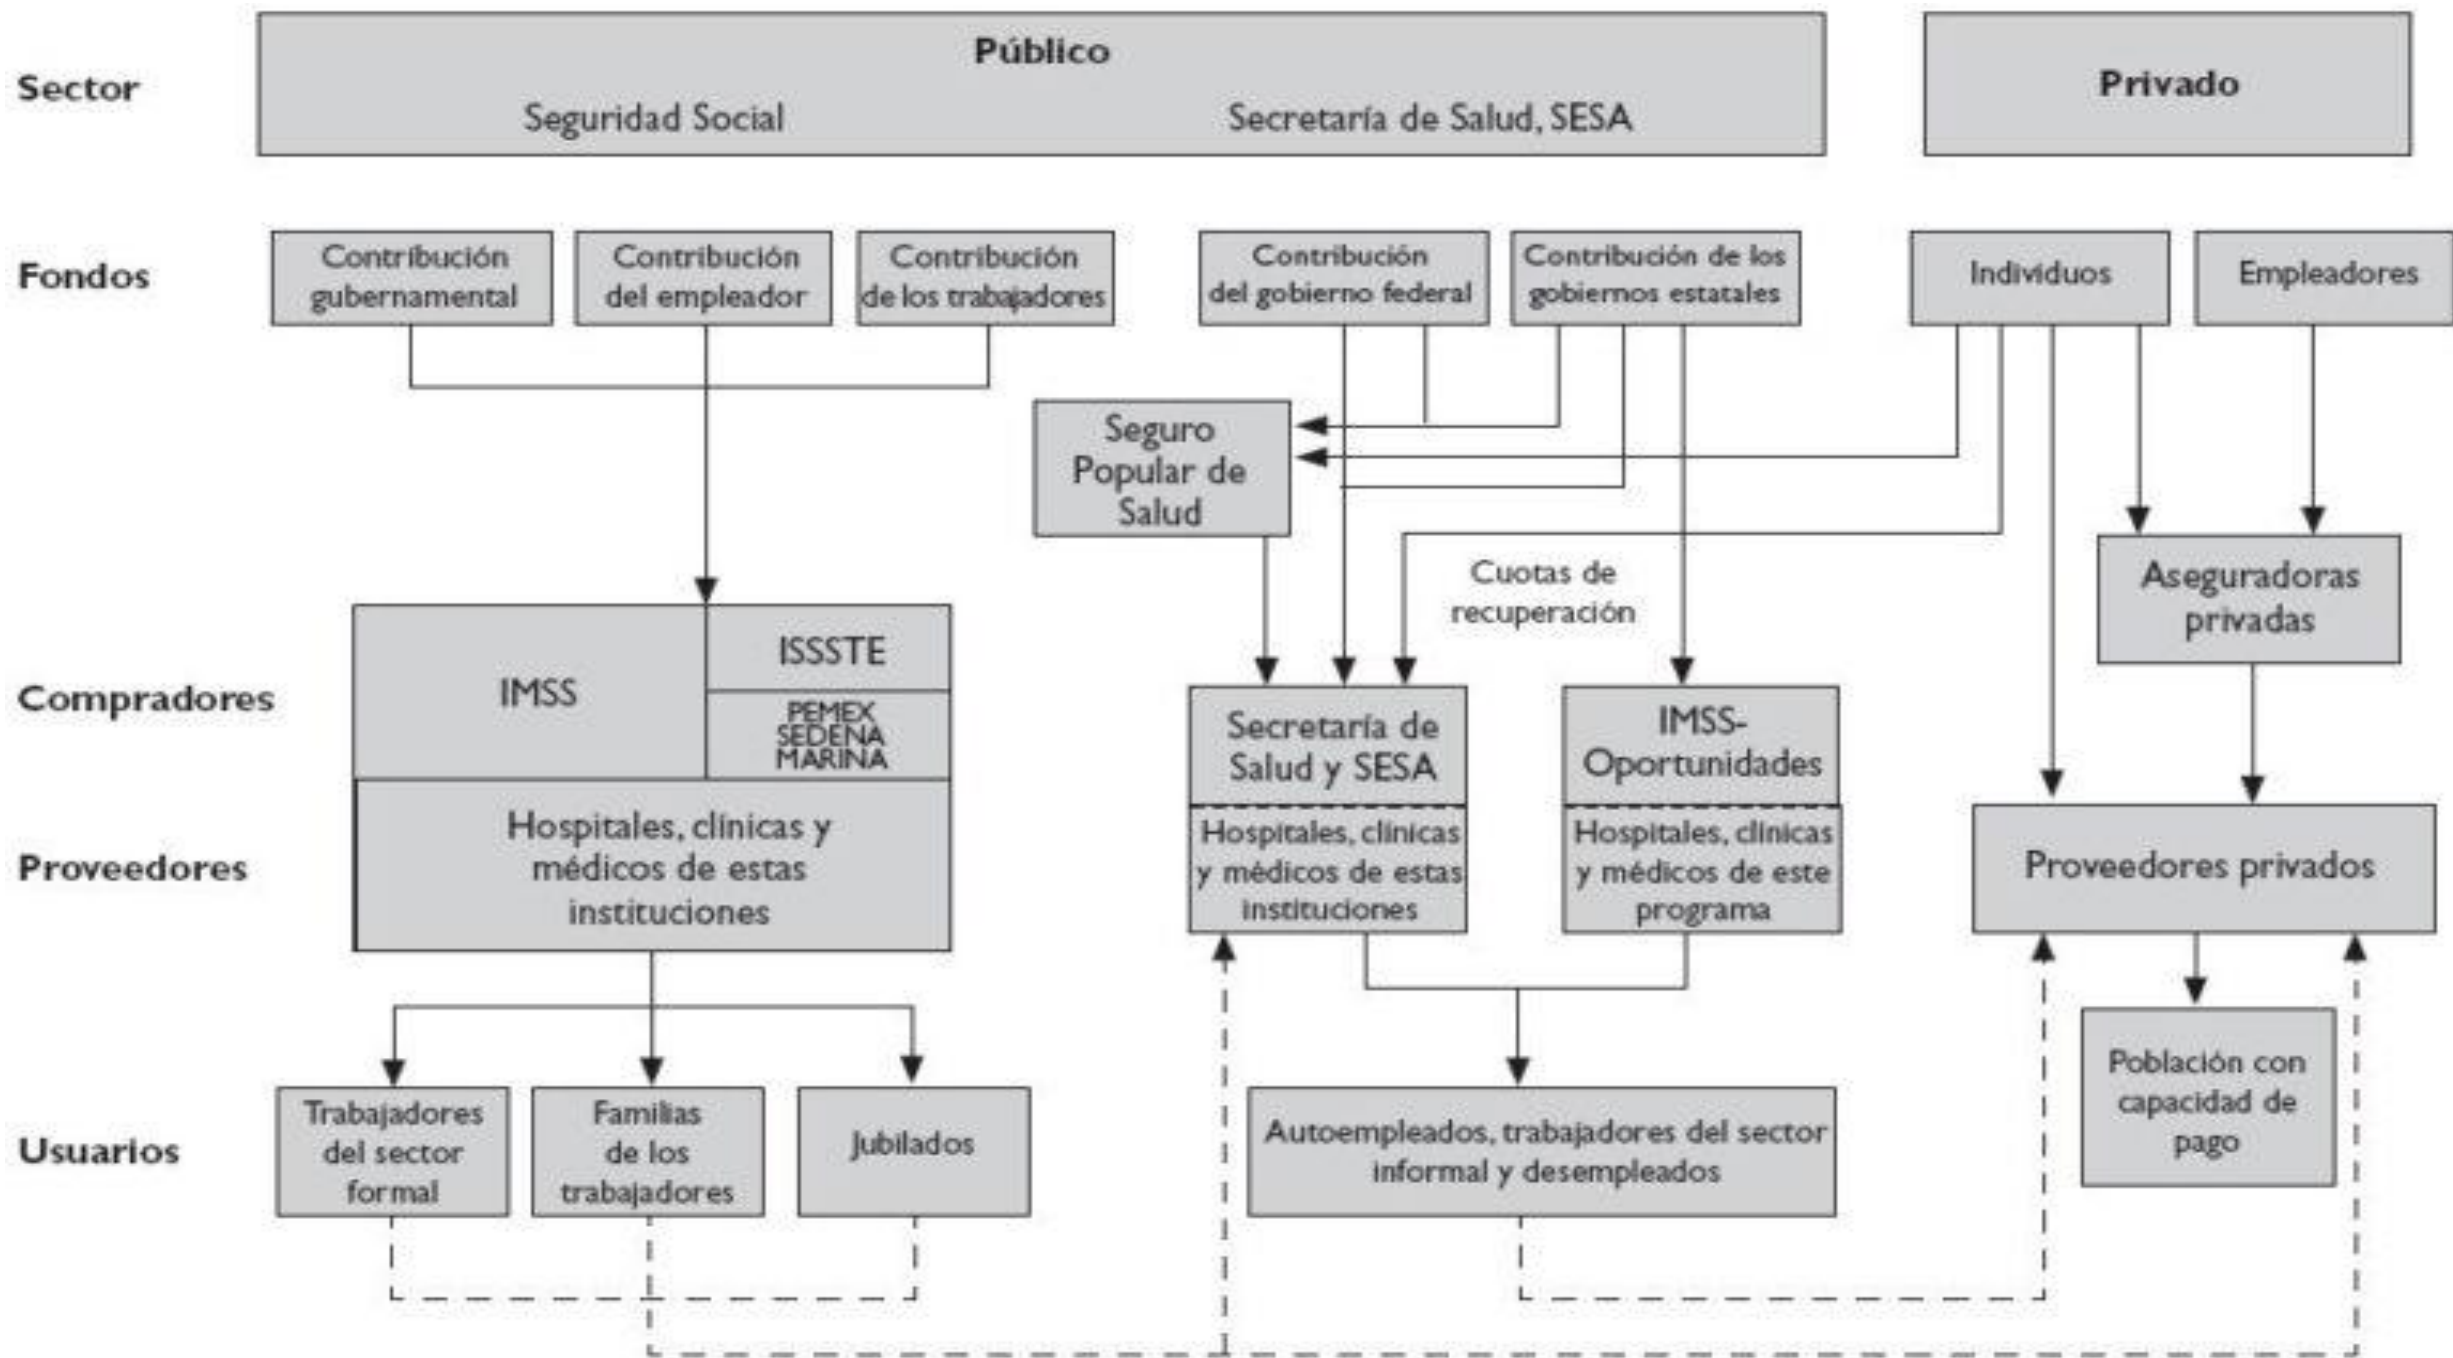 Sector
Público
Seguridad Social
Secretaría de Salud, SESA
Privado
Fondos
Contribución
gubernamental
Contribución
del empleador
Contribución
de los trabajadores
Contribución
del gobierno federal
Contribución de los
gobiernos estatales
Individuos
Empleadores
Seguro
Popular de
Salud
Cuotas de
recuperación
Aseguradoras
privadas
Compradores
IMSS
ISSSTE
PEMEX
SEDENA
MARINA
Secretaría de
Salud y SESA
IMSS-
Oportunidades
Proveedores
Hospitales, clínicas y
médicos de estas
instituciones
Hospitales, clínicas
y médicos de estas
instituciones
Hospitales, clínicas
y médicos de este
programa
Proveedores privados
Usuarios
Trabajadores
del sector
formal
Familias
de los
trabajadores
Jubilados
Autoempleados, trabajadores del sector
informal y desempleados
Población con
capacidad de
pago